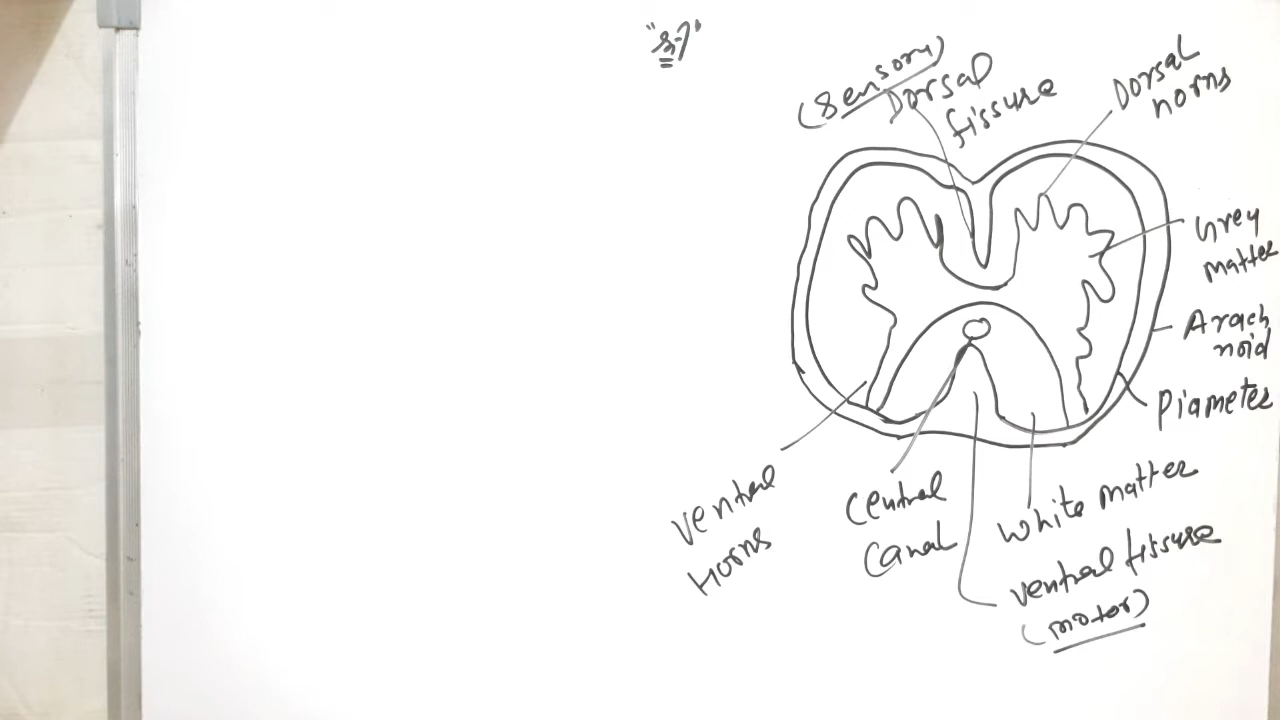 (Sensory)
Dorsal
fissure
Dorsal
horns
Grey
matter
Arach
noid
Piameter
White matter
Central
Canal
Ventral
Horns
Ventral fissure
(motor)